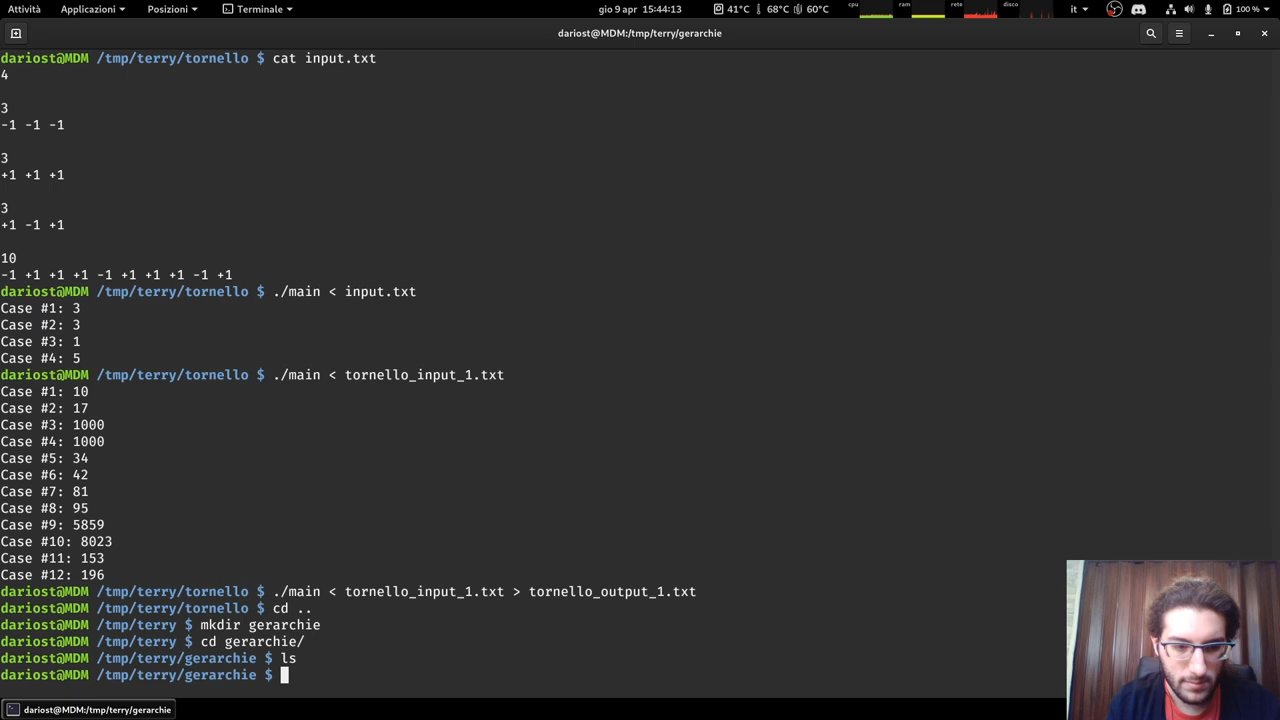 Attività Applicazioni Posizioni Terminale gio 9 apr 15:44:13 41°C 68°C 60°C cpu ram rete disco it 100 %
dariost@MDM:/tmp/terry/gerarchie
dariost@MDM /tmp/terry/tornello $ cat input.txt
4
3
-1 -1 -1
3
+1 +1 +1
3
+1 -1 +1
10
-1 +1 +1 +1 -1 +1 +1 +1 -1 +1
dariost@MDM /tmp/terry/tornello $ ./main < input.txt
Case #1: 3
Case #2: 3
Case #3: 1
Case #4: 5
dariost@MDM /tmp/terry/tornello $ ./main < tornello_input_1.txt
Case #1: 10
Case #2: 17
Case #3: 1000
Case #4: 1000
Case #5: 34
Case #6: 42
Case #7: 81
Case #8: 95
Case #9: 5859
Case #10: 8023
Case #11: 153
Case #12: 196
dariost@MDM /tmp/terry/tornello $ ./main < tornello_input_1.txt > tornello_output_1.txt
dariost@MDM /tmp/terry/tornello $ cd ..
dariost@MDM /tmp/terry $ mkdir gerarchie
dariost@MDM /tmp/terry $ cd gerarchie/
dariost@MDM /tmp/terry/gerarchie $ ls
dariost@MDM /tmp/terry/gerarchie $
dariost@MDM:/tmp/terry/gerarchie